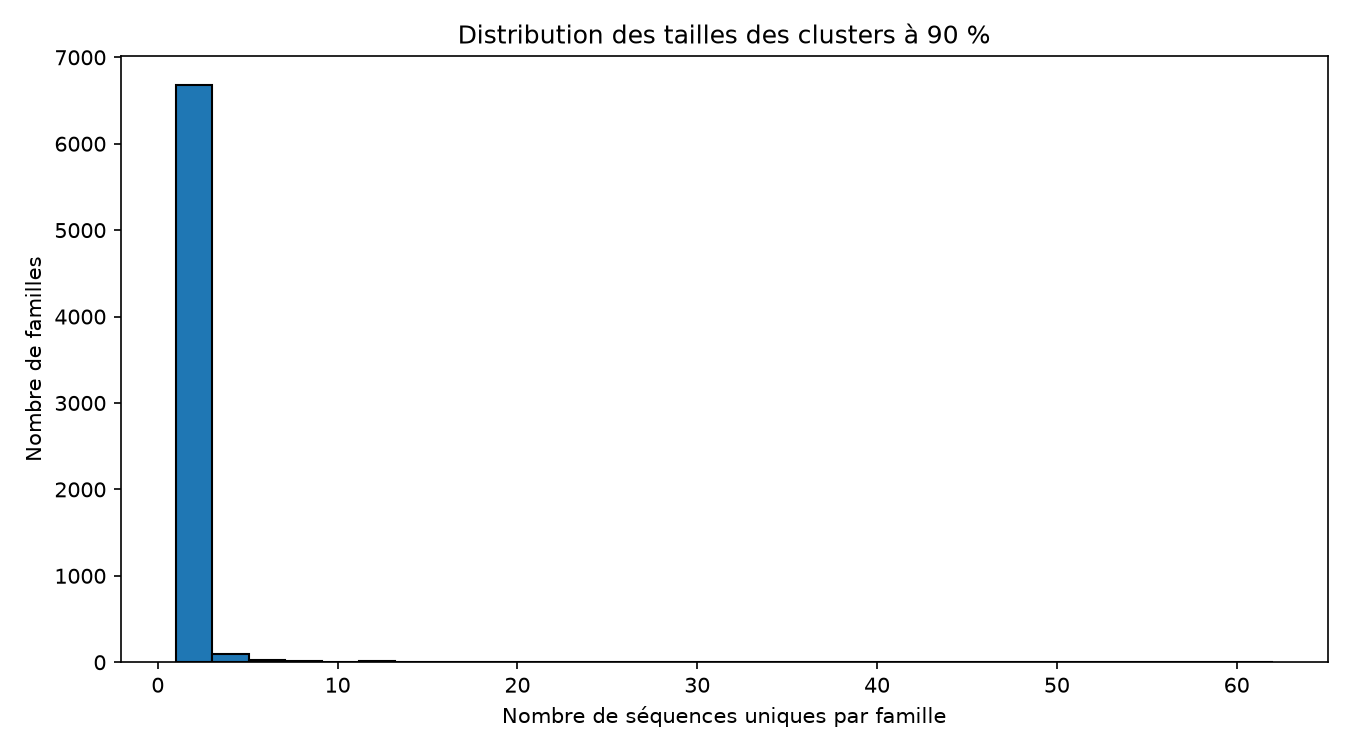 Distribution des tailles des clusters à 90 %
7000
6000
5000
4000
3000
2000
1000
0
Nombre de familles
0 10 20 30 40 50 60
Nombre de séquences uniques par famille